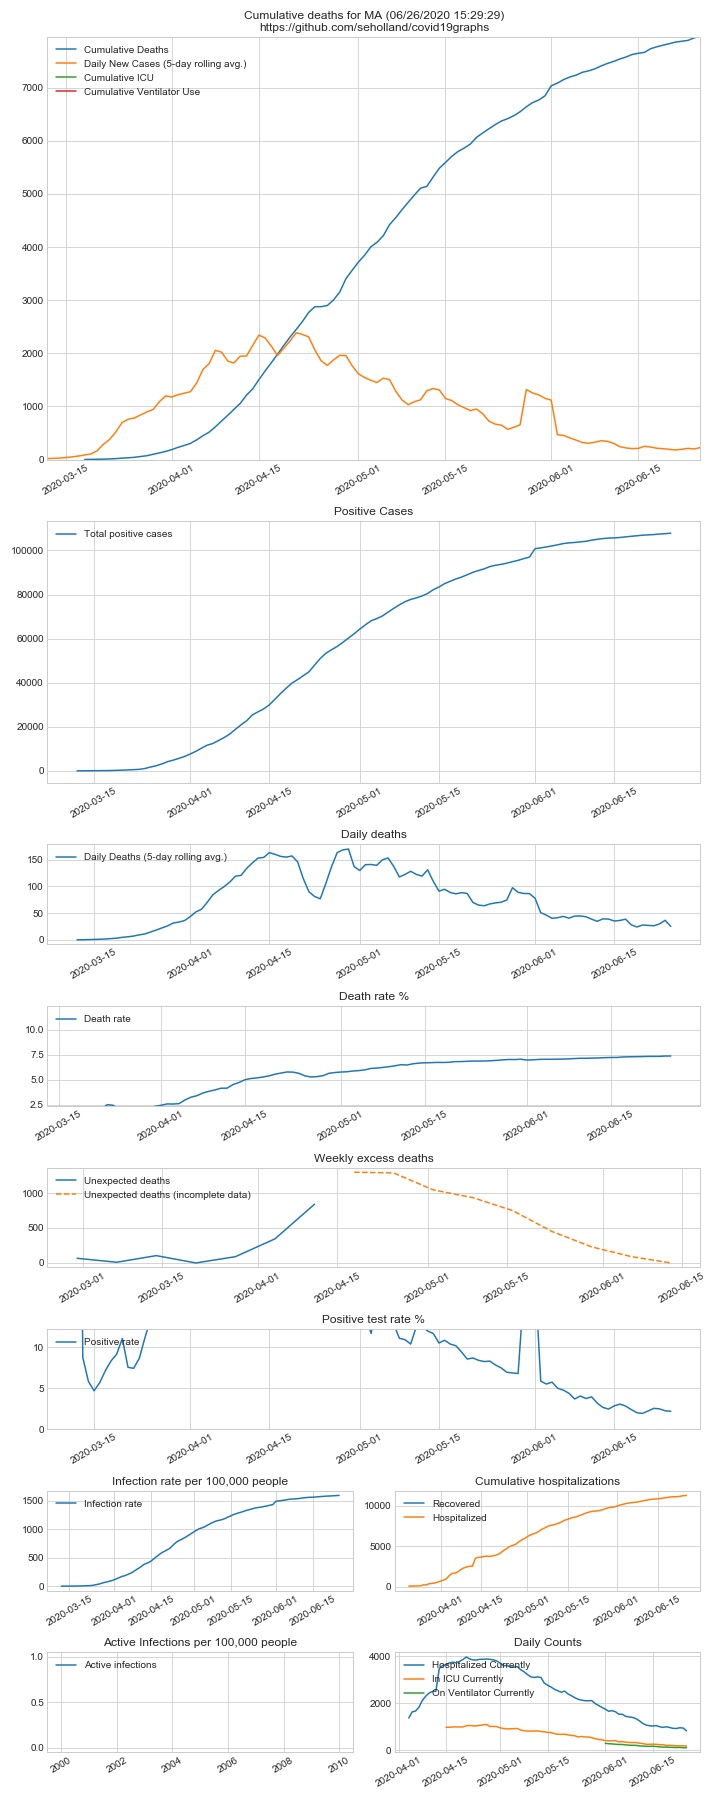 Cumulative deaths for MA (06/26/2020 15:29:29)
https://github.com/seholland/covid19graphs
Cumulative Deaths
Daily New Cases (5-day rolling avg.)
Cumulative ICU
Cumulative Ventilator Use
7000
6000
5000
4000
3000
2000
1000
0
2020-03-15 2020-04-01 2020-04-15 2020-05-01 2020-05-15 2020-06-01 2020-06-15
Positive Cases
Total positive cases
100000
80000
60000
40000
20000
0
2020-03-15 2020-04-01 2020-04-15 2020-05-01 2020-05-15 2020-06-01 2020-06-15
Daily deaths
Daily Deaths (5-day rolling avg.)
150
100
50
0
2020-03-15 2020-04-01 2020-04-15 2020-05-01 2020-05-15 2020-06-01 2020-06-15
Death rate %
Death rate
10.0
7.5
5.0
2.5
2020-03-15 2020-04-01 2020-04-15 2020-05-01 2020-05-15 2020-06-01 2020-06-15
Weekly excess deaths
Unexpected deaths
Unexpected deaths (incomplete data)
1000
500
0
2020-03-01 2020-03-15 2020-04-01 2020-04-15 2020-05-01 2020-05-15 2020-06-01 2020-06-15
Positive test rate %
Positive rate
10
5
0
2020-03-15 2020-04-01 2020-04-15 2020-05-01 2020-05-15 2020-06-01 2020-06-15
Infection rate per 100,000 people
Infection rate
1500
1000
500
0
2020-03-15 2020-04-01 2020-04-15 2020-05-01 2020-05-15 2020-06-01 2020-06-15
Cumulative hospitalizations
Recovered
Hospitalized
10000
5000
0
2020-04-01 2020-04-15 2020-05-01 2020-05-15 2020-06-01 2020-06-15
Active Infections per 100,000 people
Active infections
1.0
0.5
0.0
2000 2002 2004 2006 2008 2010
Daily Counts
Hospitalized Currently
In ICU Currently
On Ventilator Currently
4000
2000
0
2020-04-01 2020-04-15 2020-05-01 2020-05-15 2020-06-01 2020-06-15